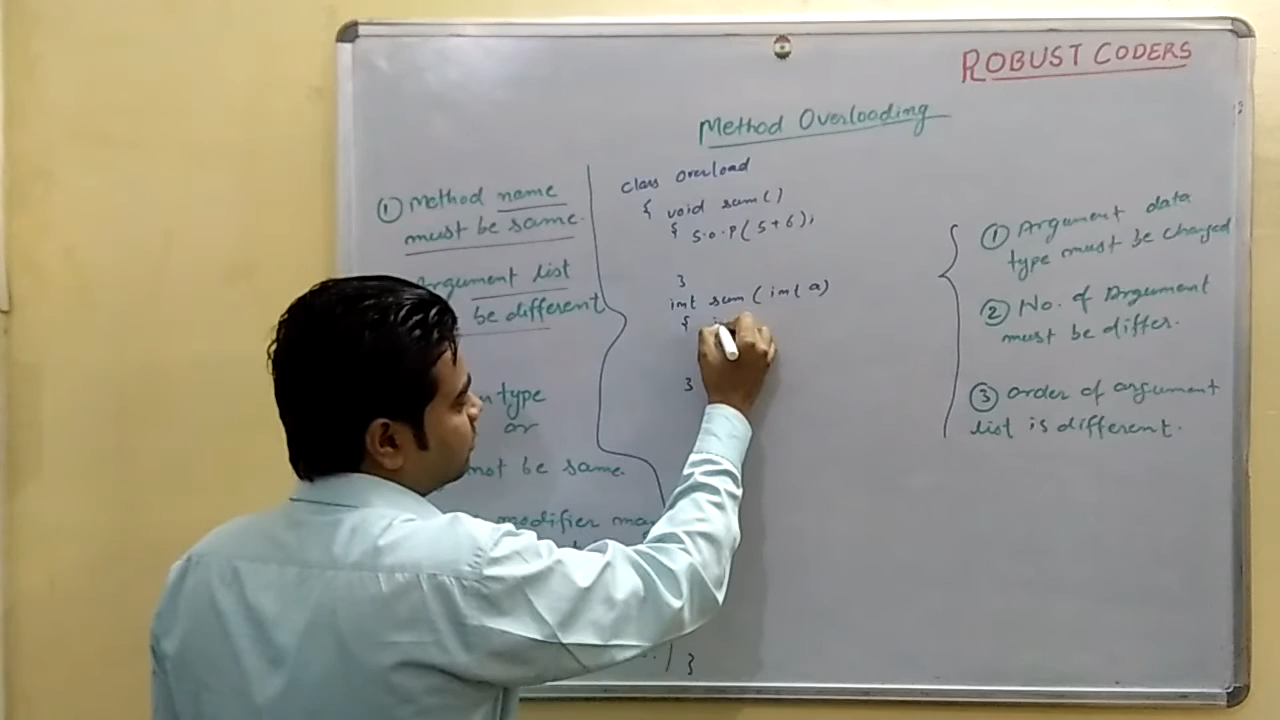 ROBUST CODERS
Method Overloading
① Method name
must be same.
Argument list
be different
type
or
not be same.
modifier
class overload
{ void sum()
{ S.O.P(5+6);
}
int sum (int a)
{
}
}
① Argument data
type must be changed
② No. of Argument
must be differ.
③ Order of argument
list is different.